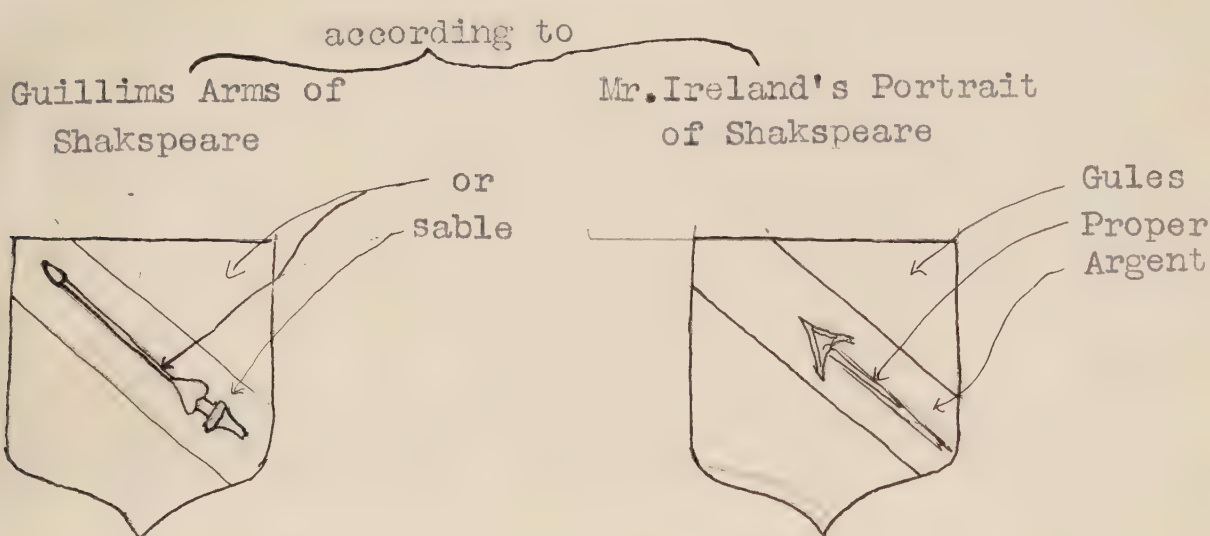 according to
Guillims Arms of
Shakspeare
or
sable
Mr.Ireland's Portrait
of Shakspeare
Gules
Proper
Argent